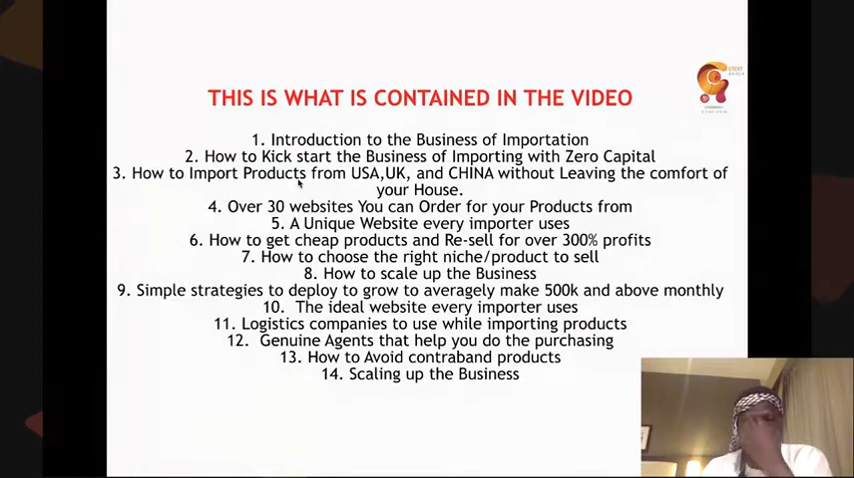 THIS IS WHAT IS CONTAINED IN THE VIDEO
1. Introduction to the Business of Importation
2. How to Kick start the Business of Importing with Zero Capital
3. How to Import Products from USA,UK, and CHINA without Leaving the comfort of
your House.
4. Over 30 websites You can Order for your Products from
5. A Unique Website every importer uses
6. How to get cheap products and Re-sell for over 300% profits
7. How to choose the right niche/product to sell
8. How to scale up the Business
9. Simple strategies to deploy to grow to averagely make 500k and above monthly
10. The ideal website every importer uses
11. Logistics companies to use while importing products
12. Genuine Agents that help you do the purchasing
13. How to Avoid contraband products
14. Scaling up the Business